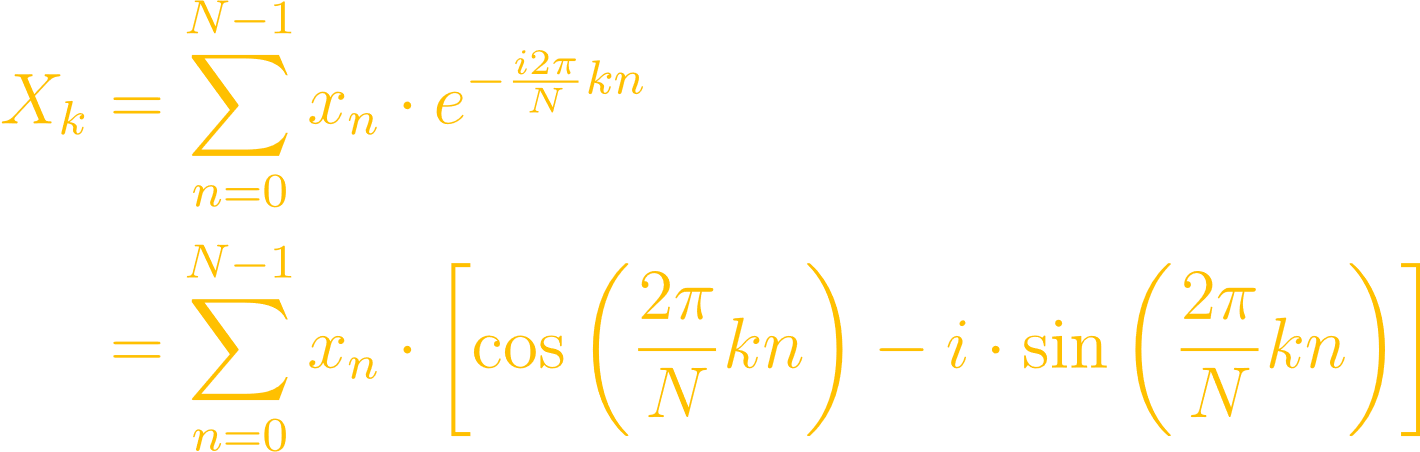 X_k = \sum_{n=0}^{N-1} x_n \cdot e^{-\frac{i2\pi}{N}kn}
= \sum_{n=0}^{N-1} x_n \cdot \left[\cos\left(\frac{2\pi}{N}kn\right) - i \cdot \sin\left(\frac{2\pi}{N}kn\right)\right]